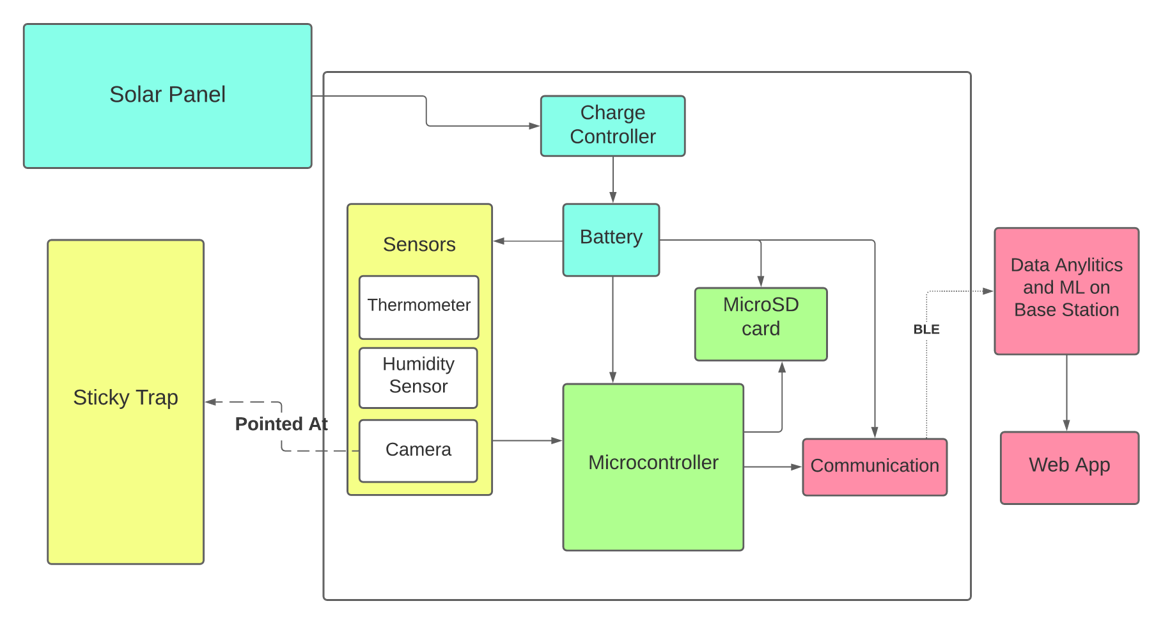 Solar Panel
Charge
Controller
Sensors
Battery
Thermometer
Humidity
Sensor
Camera
MicroSD
card
Data Anylitics
and ML on
Base Station
BLE
Sticky Trap
Pointed At
Microcontroller
Communication
Web App